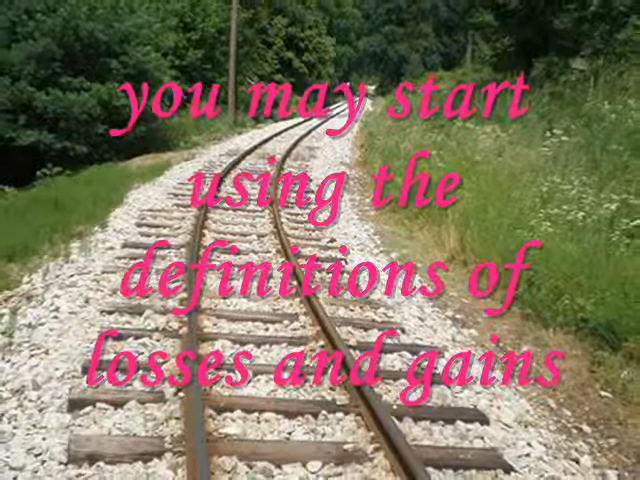 you may start
using the
definitions of
losses and gains